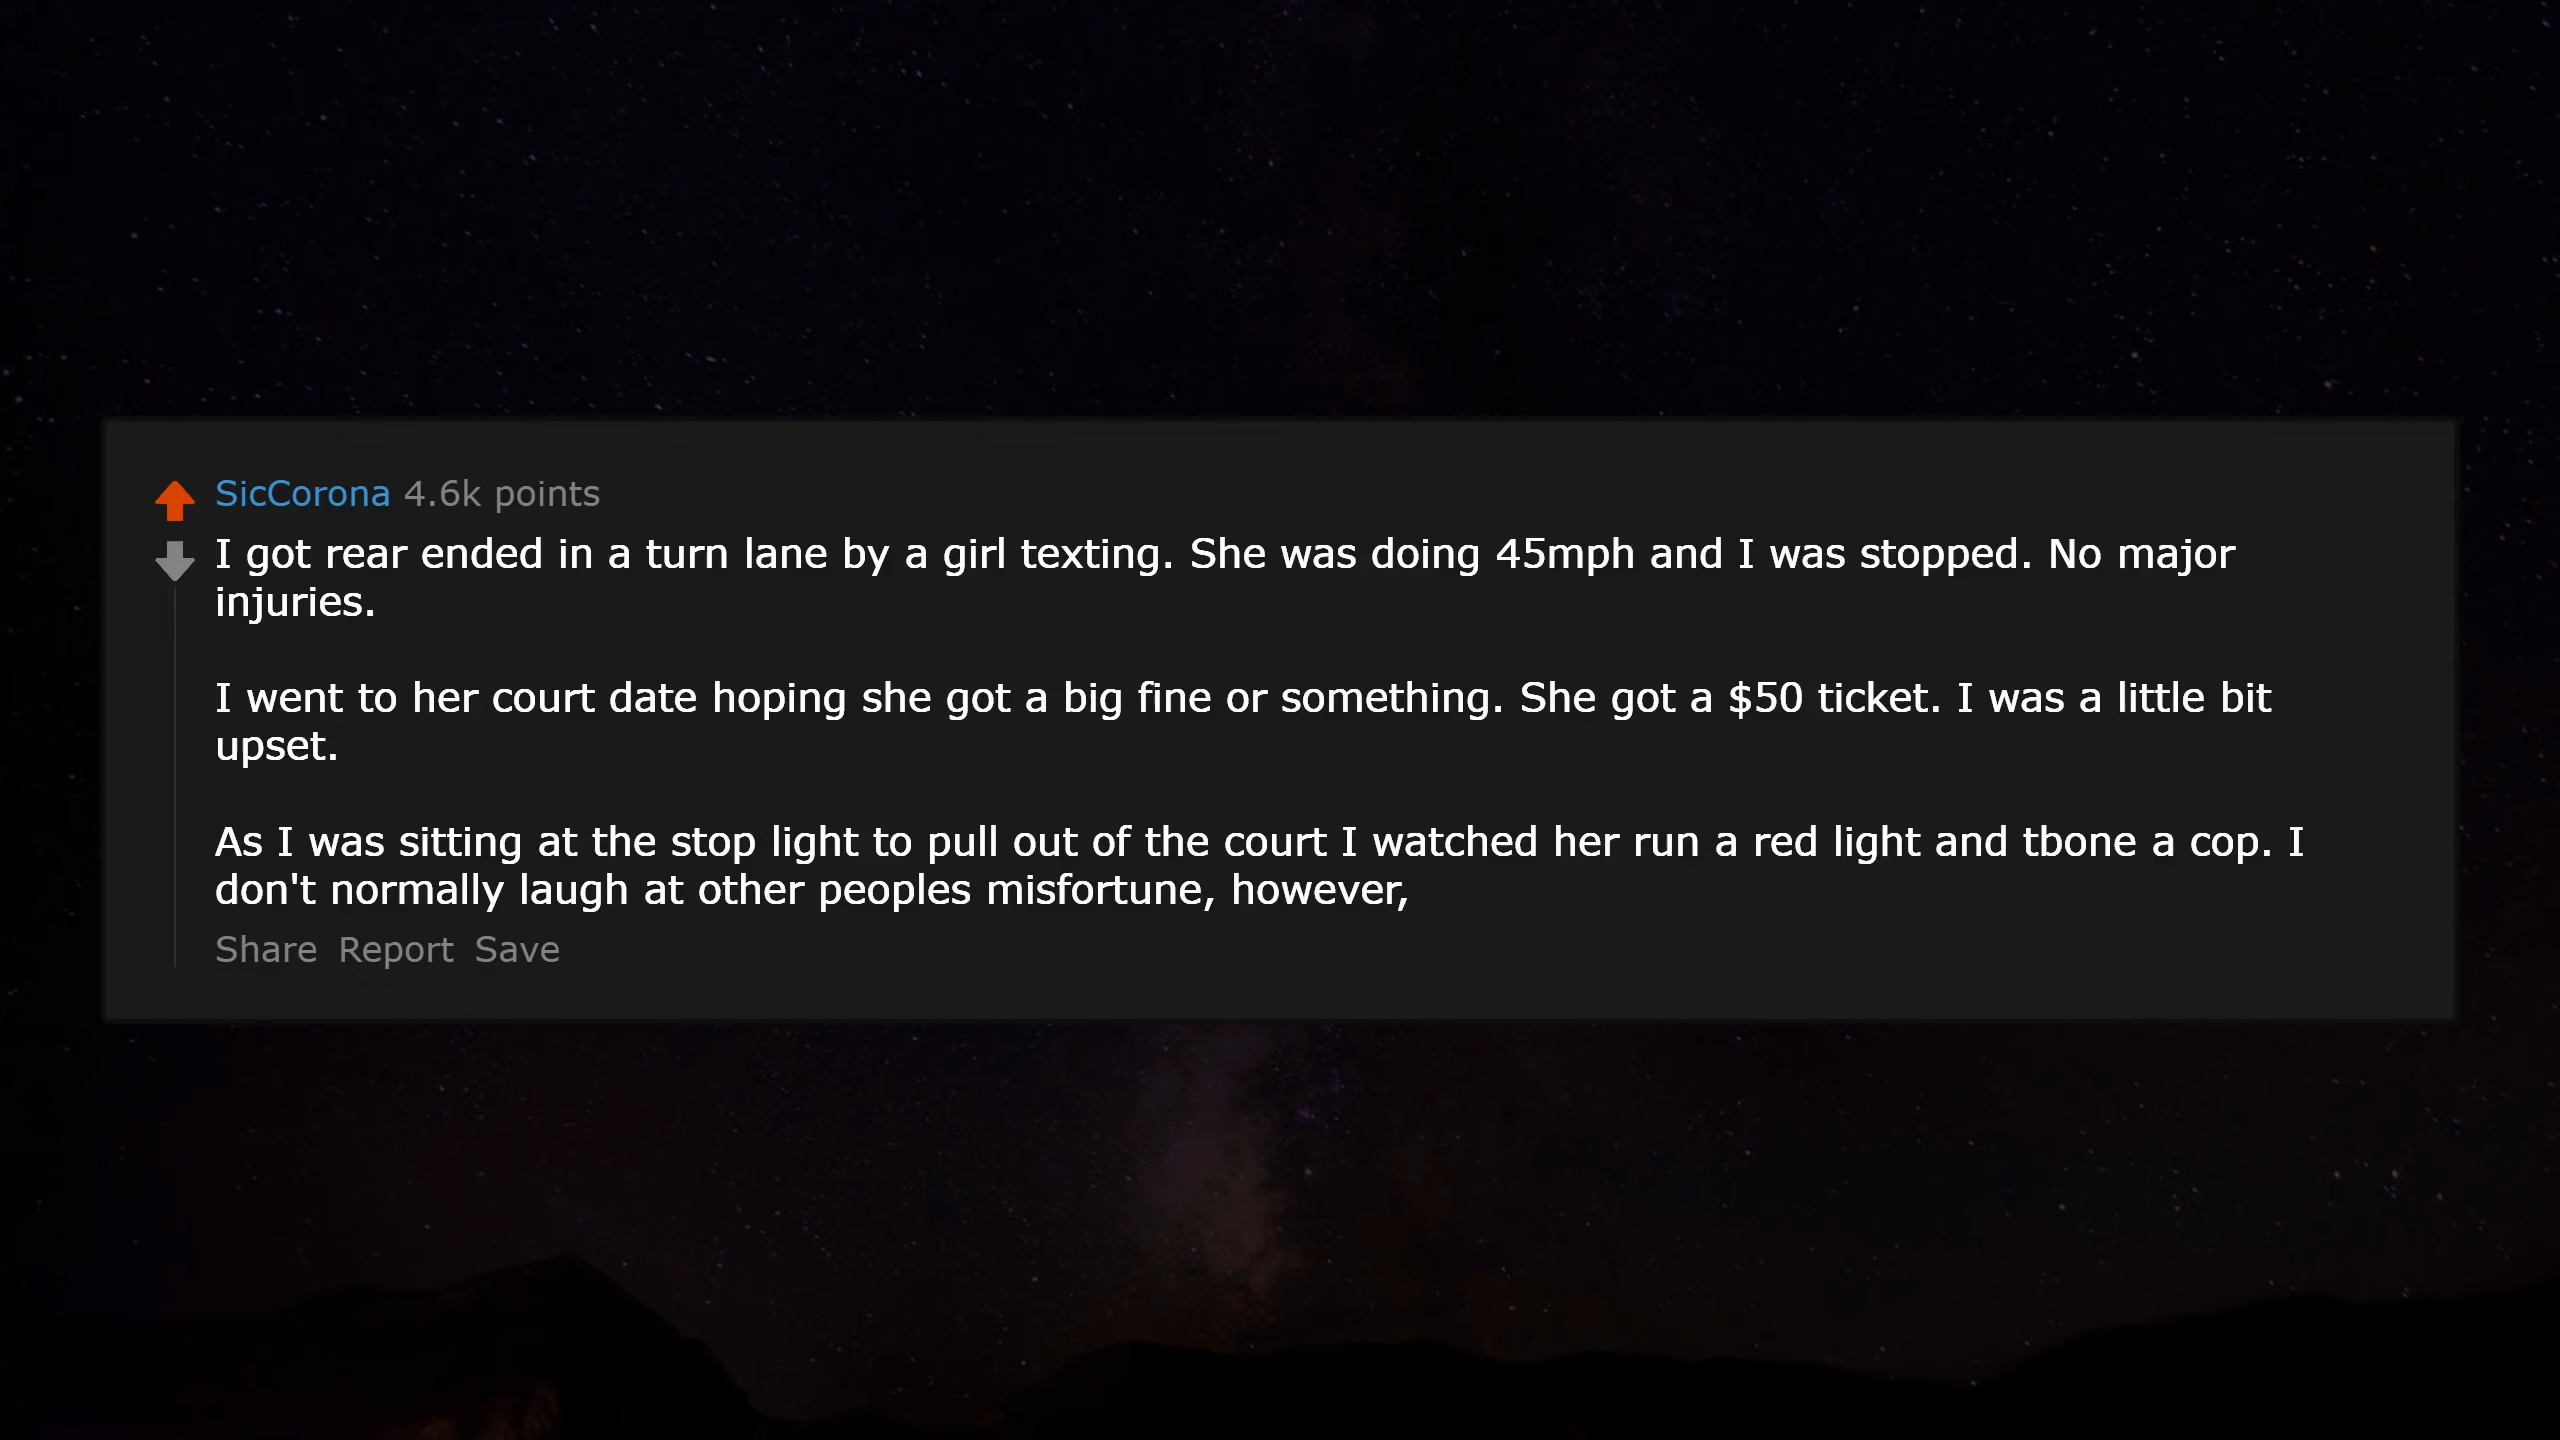 SicCorona 4.6k points
I got rear ended in a turn lane by a girl texting. She was doing 45mph and I was stopped. No major
injuries.
I went to her court date hoping she got a big fine or something. She got a $50 ticket. I was a little bit
upset.
As I was sitting at the stop light to pull out of the court I watched her run a red light and tbone a cop. I
don't normally laugh at other peoples misfortune, however,
Share Report Save